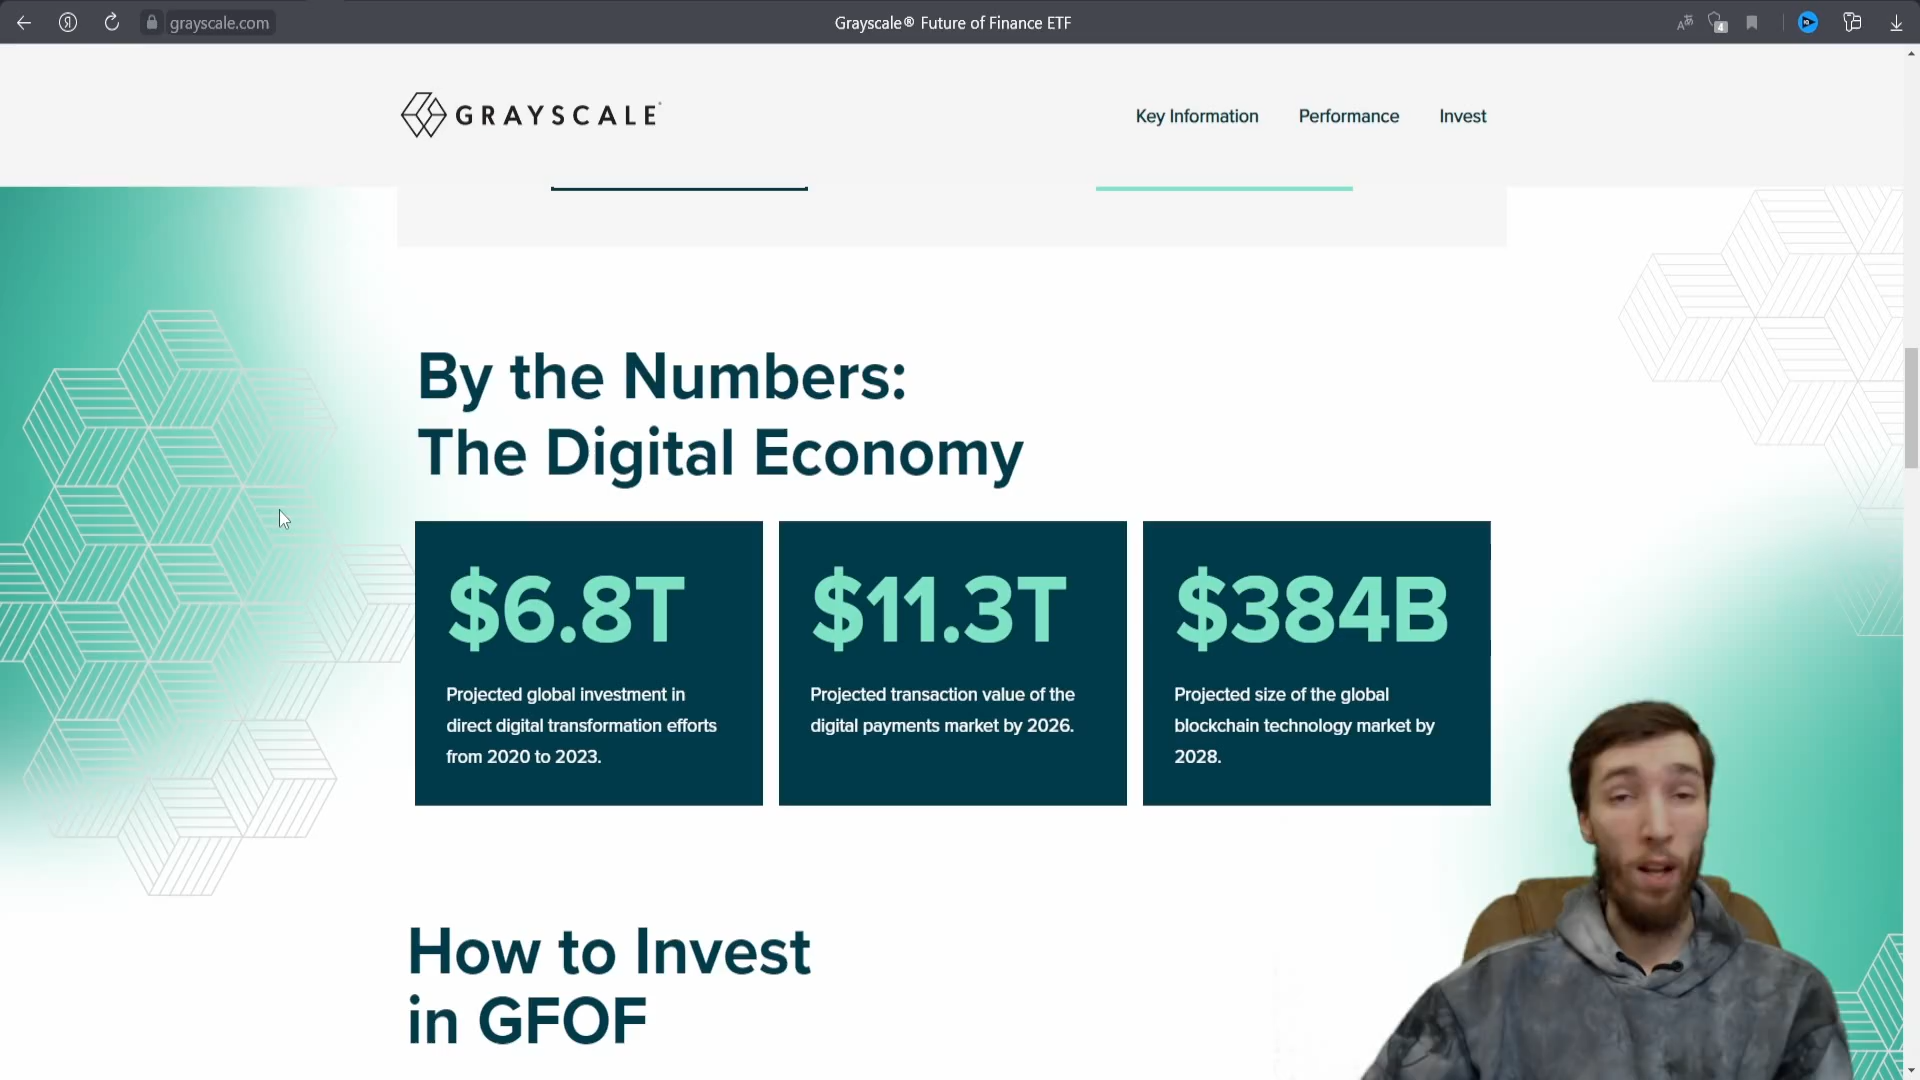 grayscale.com
Grayscale® Future of Finance ETF
4
GRAYSCALE
Key Information
Performance
Invest
By the Numbers:
The Digital Economy
$6.8T
Projected global investment in
direct digital transformation efforts
from 2020 to 2023.
$11.3T
Projected transaction value of the
digital payments market by 2026.
$384B
Projected size of the global
blockchain technology market by
2028.
How to Invest
in GFOF